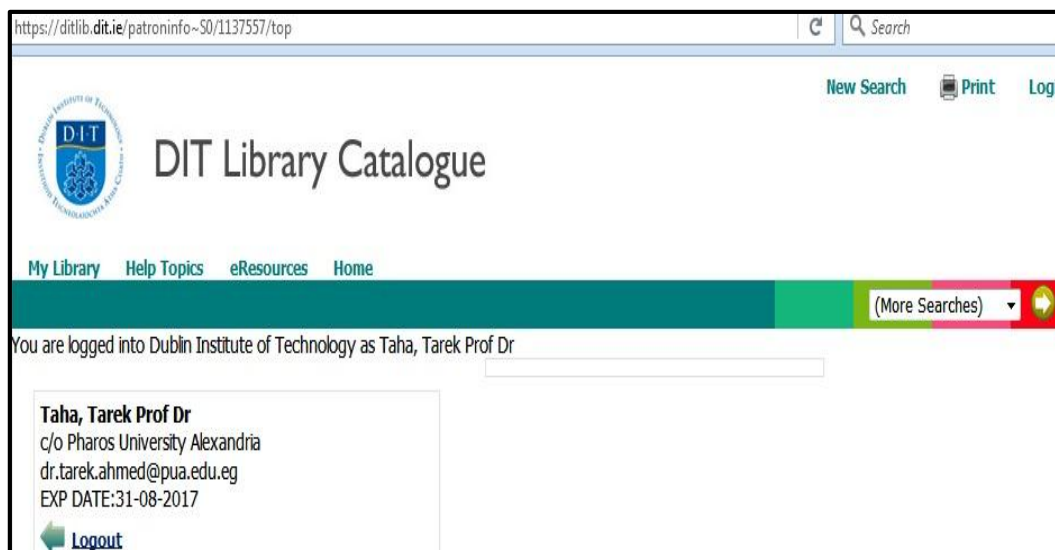 https://ditlib.dit.ie/patroninfo~S0/1137557/top
Search
New Search Print Log
D·I·T
DIT Library Catalogue
My Library Help Topics eResources Home
(More Searches)
You are logged into Dublin Institute of Technology as Taha, Tarek Prof Dr
Taha, Tarek Prof Dr
c/o Pharos University Alexandria
dr.tarek.ahmed@pua.edu.eg
EXP DATE:31-08-2017
Logout